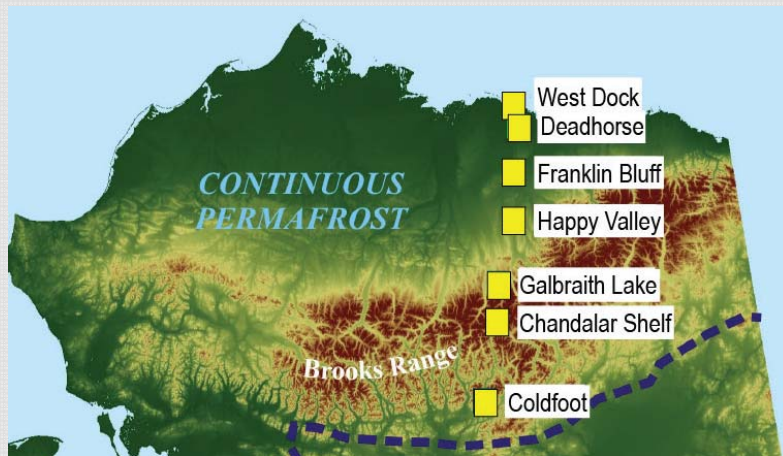 West Dock
Deadhorse
CONTINUOUS
PERMAFROST
Franklin Bluff
Happy Valley
Galbraith Lake
Chandalar Shelf
Brooks Range
Coldfoot